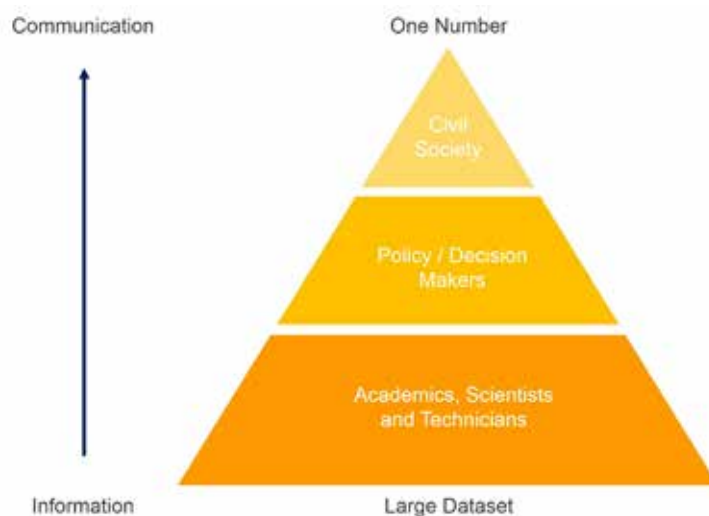 Communication
One Number
Civil
Society
Policy / Decision
Makers
Academics, Scientists
and Technicians
Information
Large Dataset